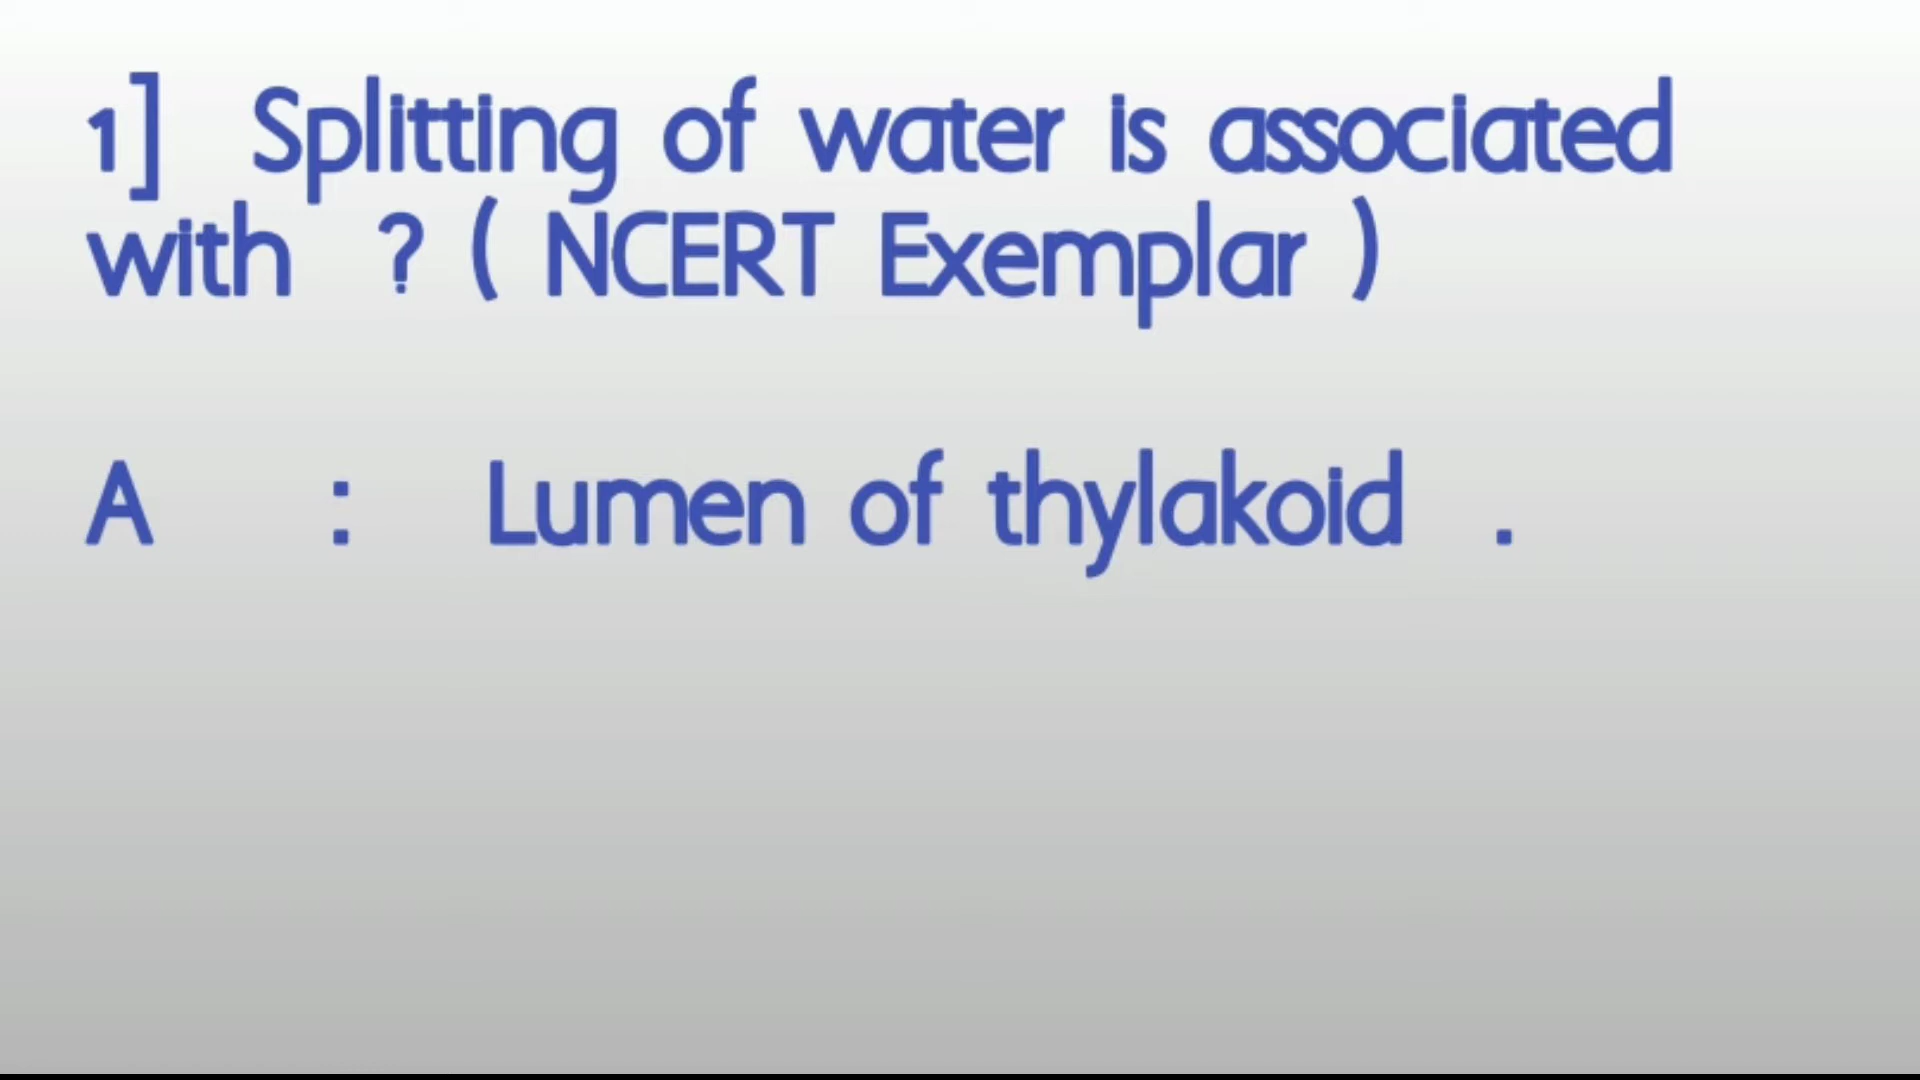 1] Splitting of water is associated
with ? ( NCERT Exemplar )
A : Lumen of thylakoid .